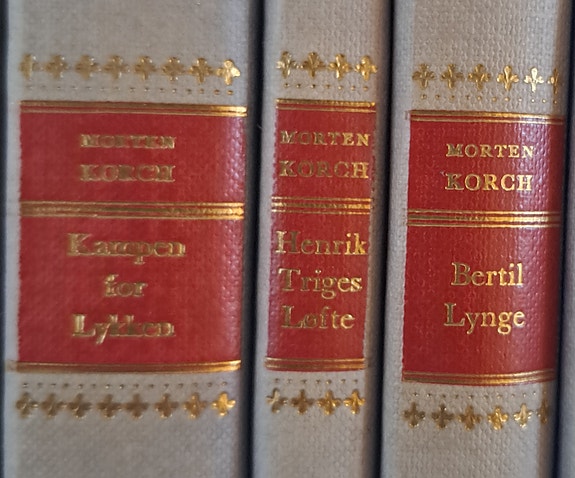 MORTEN
KORCH
Kampen
for
Lykken
MORTEN
KORCH
Henrik
Triges
Løfte
MORTEN
KORCH
Bertil
Lynge